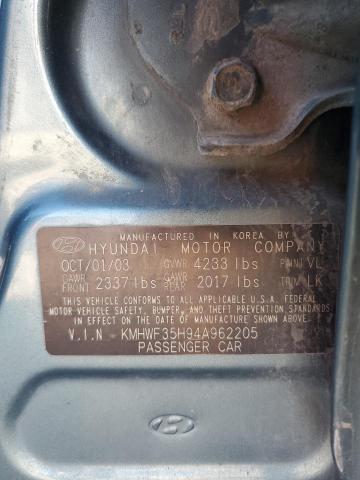 MANUFACTURED IN KOREA BY
HYUNDAI MOTOR COMPANY
OCT/01/03 GVWR 4233 lbs PAINT VL
GAWR FRONT 2337 lbs GAWR REAR 2017 lbs TRIM LK
THIS VEHICLE CONFORMS TO ALL APPLICABLE U.S.A. FEDERAL
MOTOR VEHICLE SAFETY, BUMPER, AND THEFT PREVENTION STANDARDS
IN EFFECT ON THE DATE OF MANUFACTURE SHOWN ABOVE.
V.I.N - KMHWF35H94A962205
PASSENGER CAR